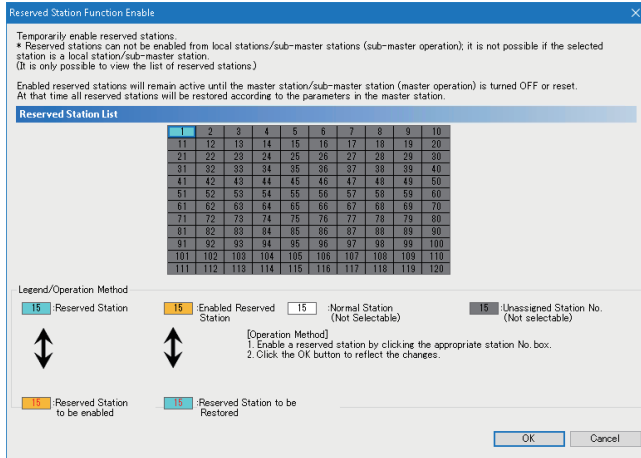 Reserved Station Function Enable
Temporarily enable reserved stations.
* Reserved stations can not be enabled from local stations/sub-master stations (sub-master operation); it is not possible if the selected
station is a local station/sub-master station.
(It is only possible to view the list of reserved stations.)
Enabled reserved stations will remain active until the master station/sub-master station (master operation) is turned OFF or reset.
At that time all reserved stations will be restored according to the parameters in the master station.
Reserved Station List
1 2 3 4 5 6 7 8 9 10
11 12 13 14 15 16 17 18 19 20
21 22 23 24 25 26 27 28 29 30
31 32 33 34 35 36 37 38 39 40
41 42 43 44 45 46 47 48 49 50
51 52 53 54 55 56 57 58 59 60
61 62 63 64 65 66 67 68 69 70
71 72 73 74 75 76 77 78 79 80
81 82 83 84 85 86 87 88 89 90
91 92 93 94 95 96 97 98 99 100
101 102 103 104 105 106 107 108 109 110
111 112 113 114 115 116 117 118 119 120
Legend/Operation Method
15 :Reserved Station 15 :Enabled Reserved 15 :Normal Station 15 :Unassigned Station No.
Station (Not Selectable) (Not selectable)
[Operation Method]
1. Enable a reserved station by clicking the appropriate station No. box.
2. Click the OK button to reflect the changes.
15 :Reserved Station 15 :Reserved Station to be
to be enabled Restored
OK Cancel